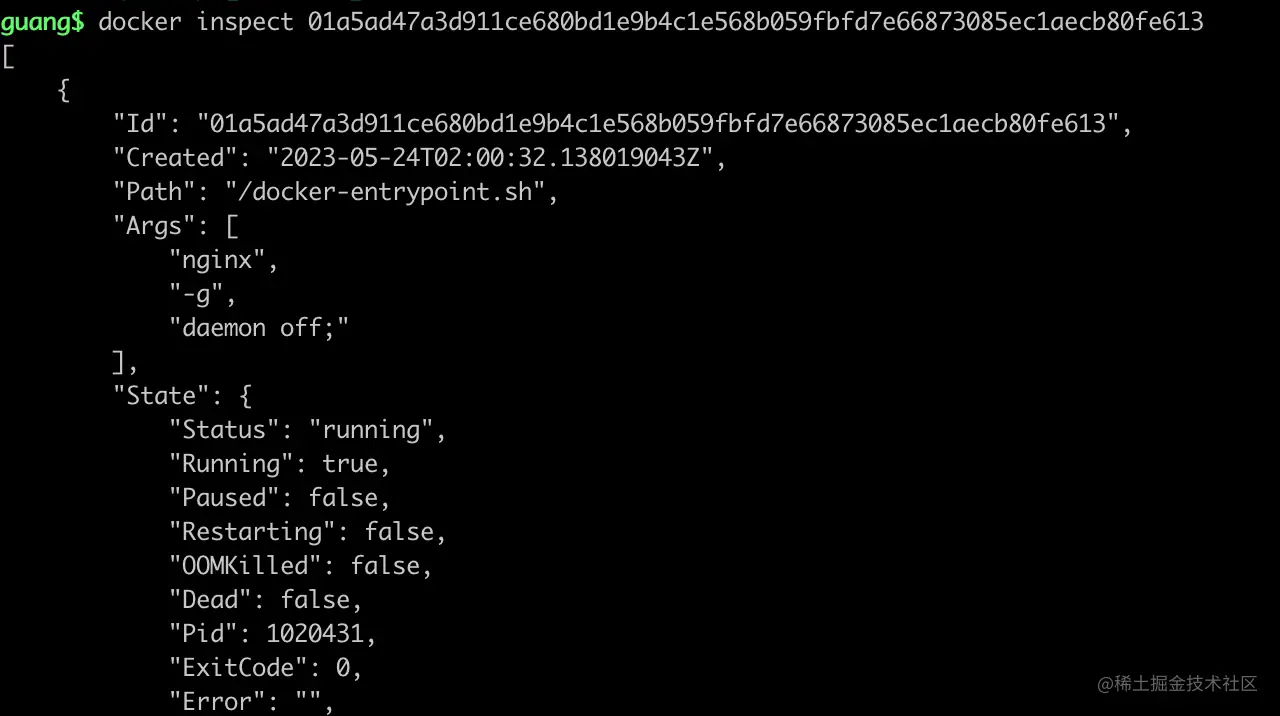 guang$ docker inspect 01a5ad47a3d911ce680bd1e9b4c1e568b059fbfd7e66873085ec1aecb80fe613
[
    {
        "Id": "01a5ad47a3d911ce680bd1e9b4c1e568b059fbfd7e66873085ec1aecb80fe613",
        "Created": "2023-05-24T02:00:32.138019043Z",
        "Path": "/docker-entrypoint.sh",
        "Args": [
            "nginx",
            "-g",
            "daemon off;"
        ],
        "State": {
            "Status": "running",
            "Running": true,
            "Paused": false,
            "Restarting": false,
            "OOMKilled": false,
            "Dead": false,
            "Pid": 1020431,
            "ExitCode": 0,
            "Error": "",
@稀土掘金技术社区